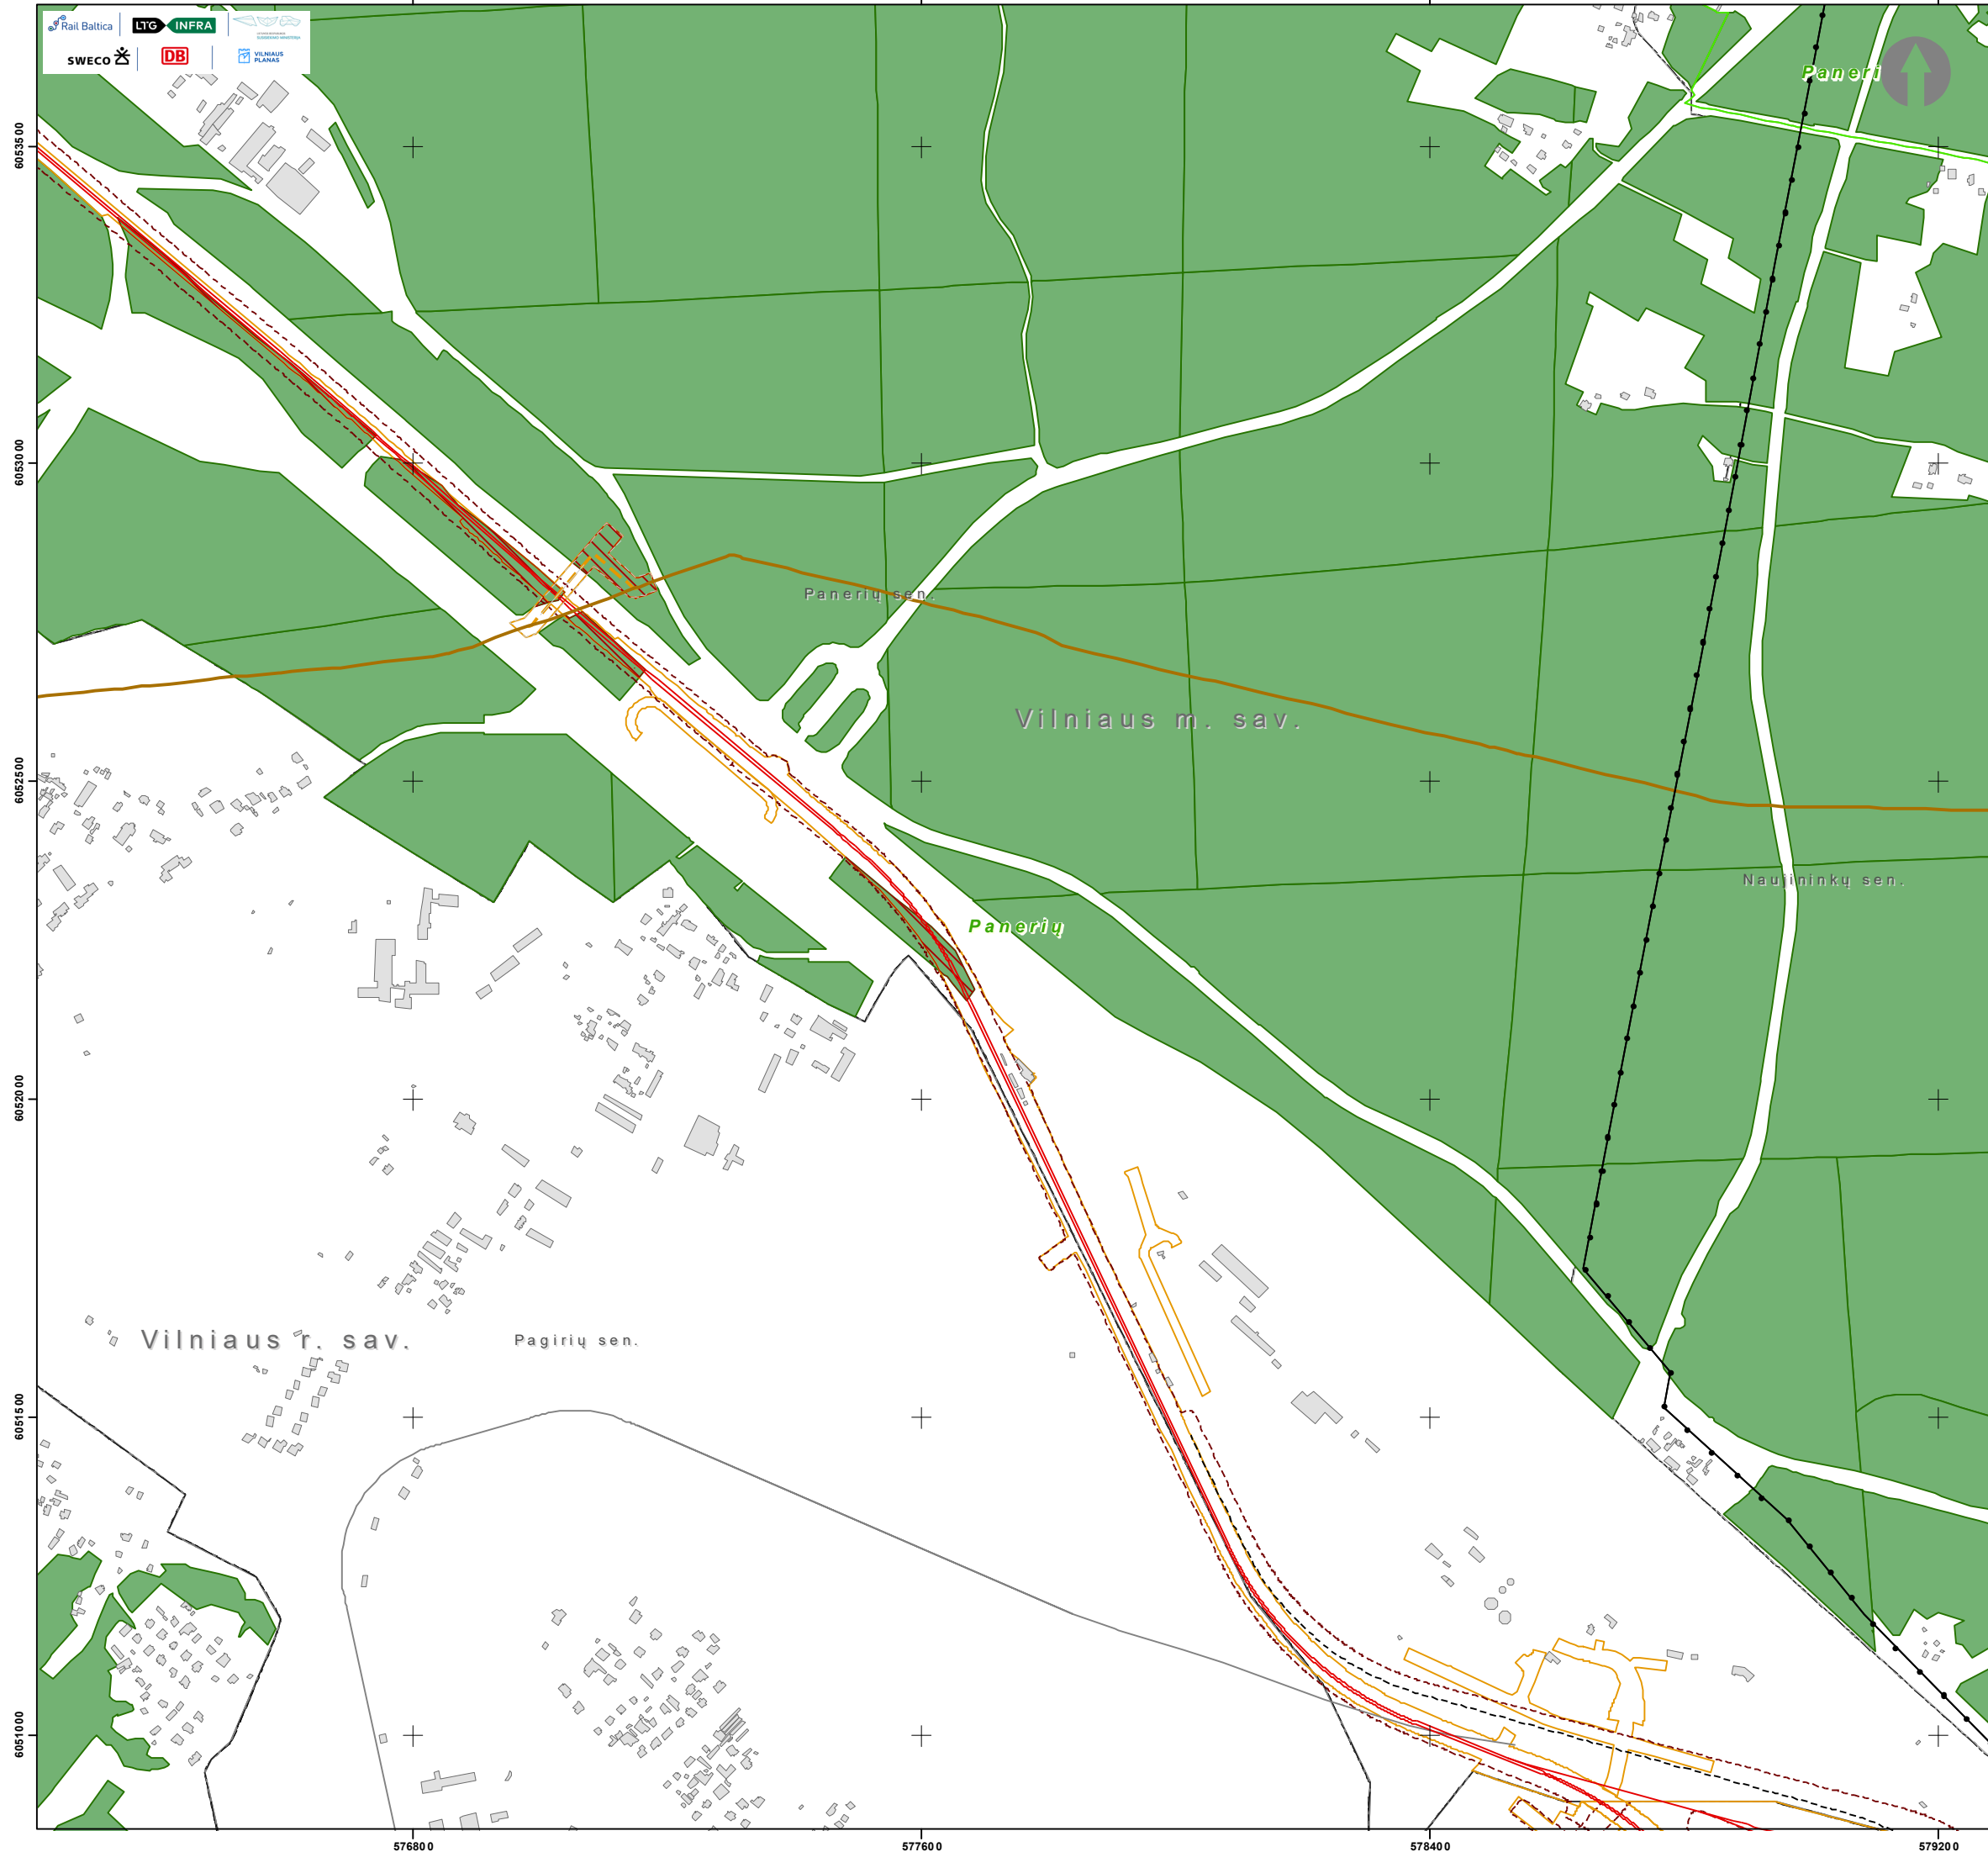 Rail Baltica
LTG INFRA
SWECO
DB
VILNIAUS
PLANAS
Paneri
6053500
6053000
Panerių sen.
Vilniaus m. sav.
6052500
Naujininkų sen.
Panerių
6052000
Vilniaus r. sav.
Pagirių sen.
6051500
6051000
576800
577600
578400
579200